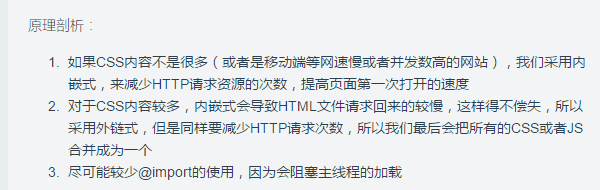 原理剖析：
1. 如果CSS内容不是很多（或者是移动端等网速慢或者并发数高的网站），我们采用内
嵌式，来减少HTTP请求资源的次数，提高页面第一次打开的速度
2. 对于CSS内容较多，内嵌式会导致HTML文件请求回来的较慢，这样得不偿失，所以
采用外链式，但是同样要减少HTTP请求次数，所以我们最后会把所有的CSS或者JS
合并成为一个
3. 尽可能较少@import的使用，因为会阻塞主线程的加载